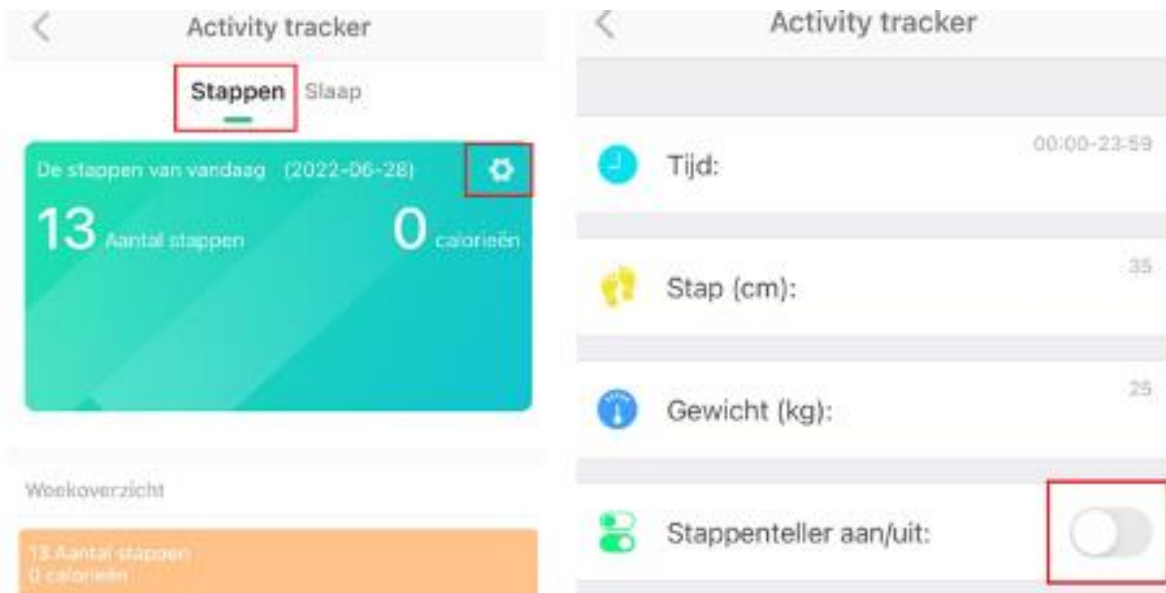 Activity tracker
Stappen Slaap
De stappen van vandaag (2022-06-28)
13 Aantal stappen 0 calorieën
Weekoverzicht
13 Aantal stappen
0 calorieën
Activity tracker
Tijd: 00:00-23:59
Stap (cm): 35
Gewicht (kg): 25
Stappenteller aan/uit: